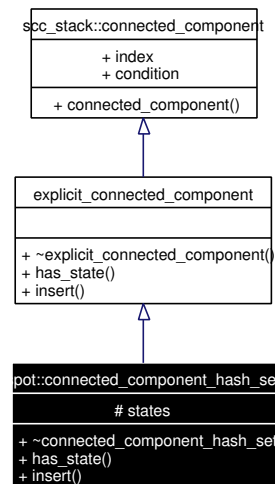 scc_stack::connected_component
+ index
+ condition
+ connected_component()
explicit_connected_component
+ ~explicit_connected_component()
+ has_state()
+ insert()
pot::connected_component_hash_se
# states
+ ~connected_component_hash_set
+ has_state()
+ insert()